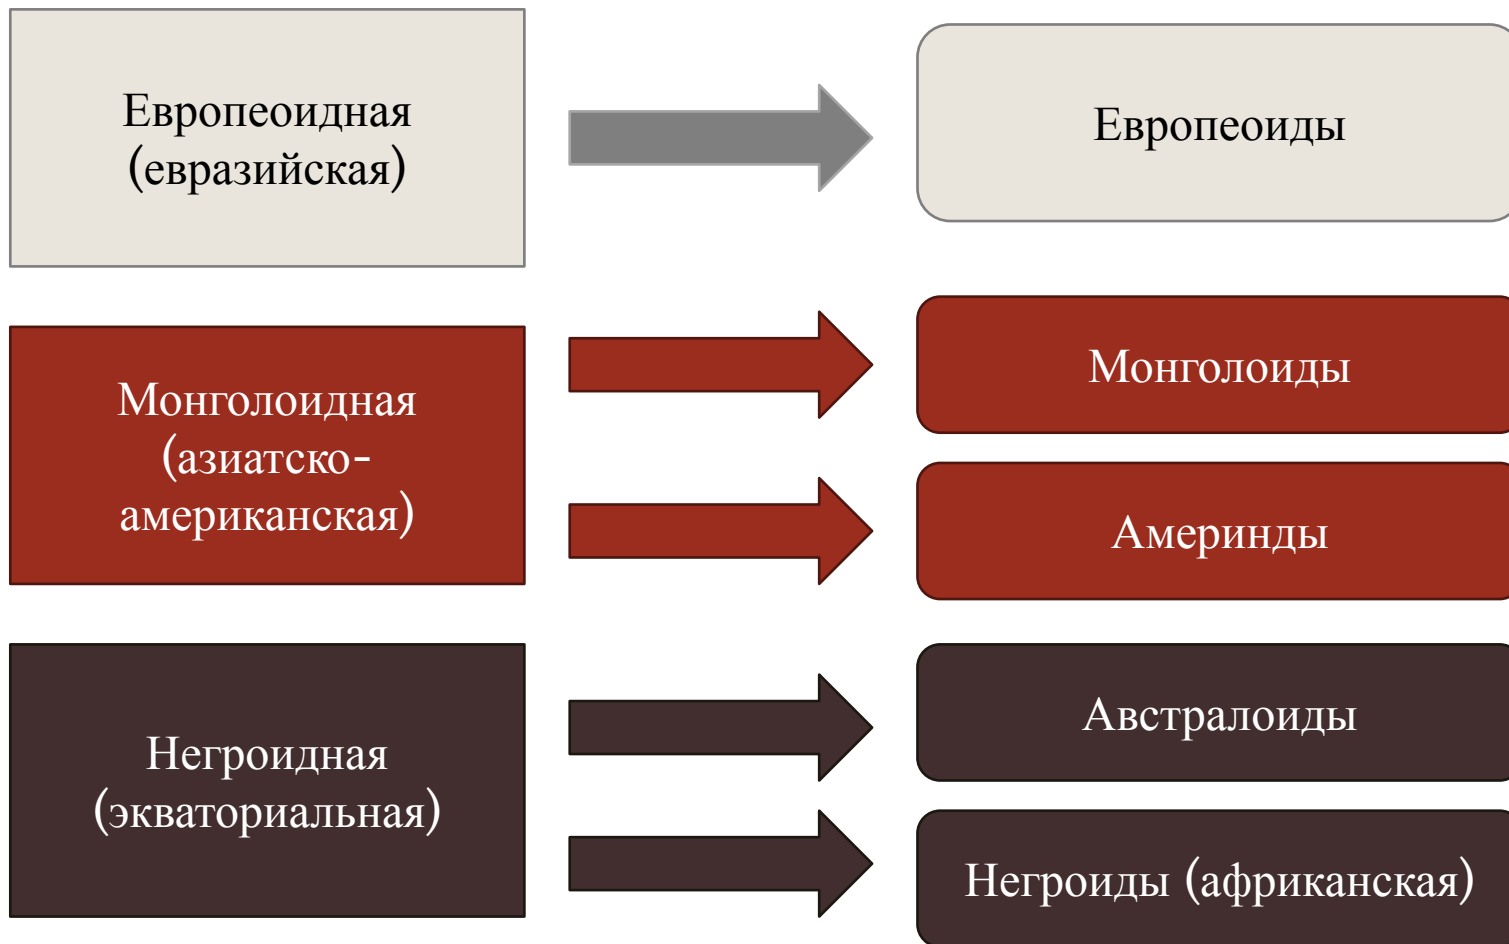 Европеоидная
(евразийская)
Европеоиды
Монголоидная
(азиатско-
американская)
Монголоиды
Америнды
Негроидная
(экваториальная)
Австралоиды
Негроиды (африканская)